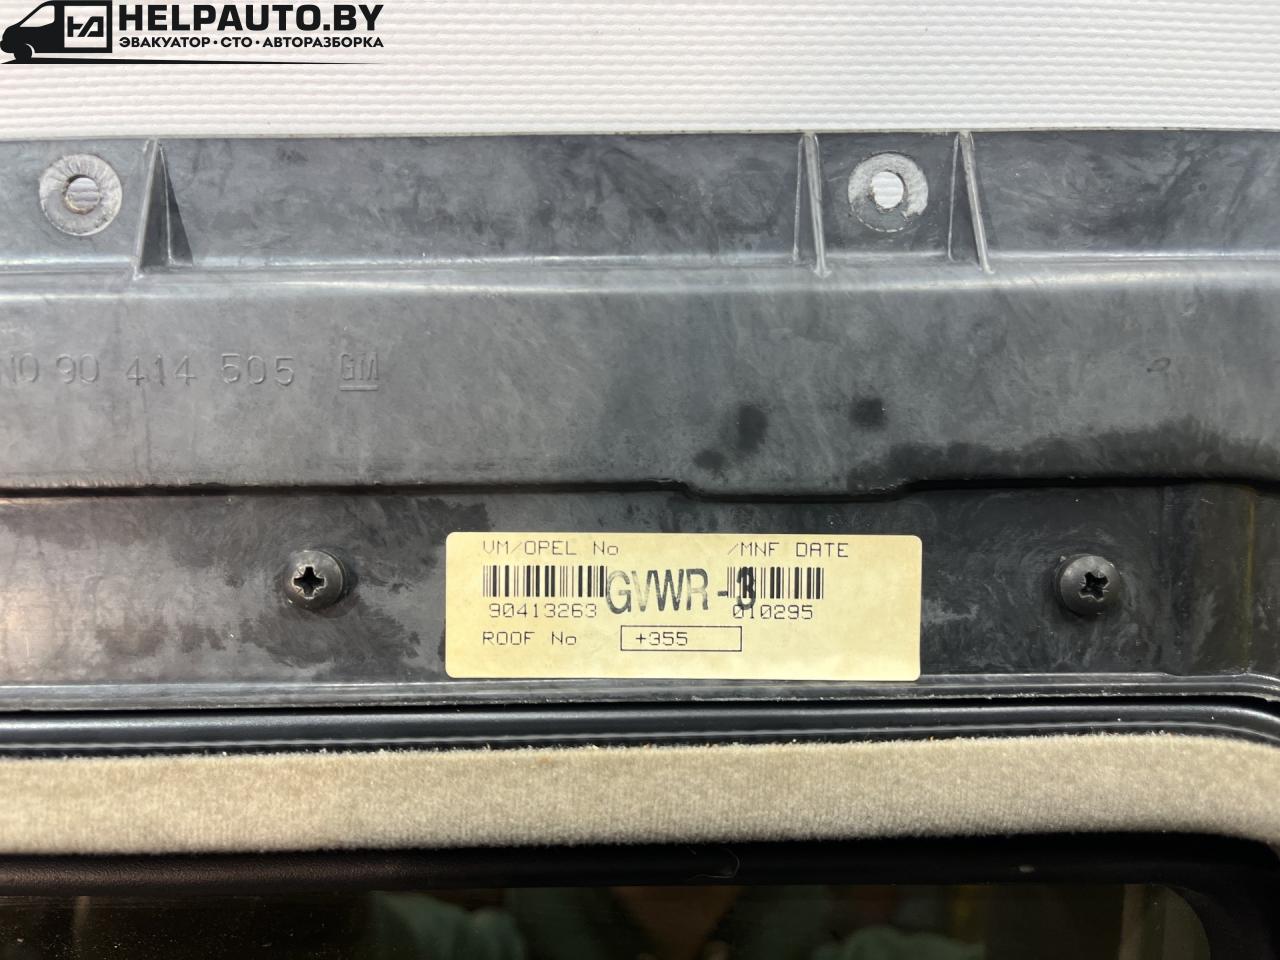 HELPAUTO.BY
ЭВАКУАТОР·СТО·АВТОРАЗБОРКА
NO 90 414 505 GM
VM/OPEL No /MNF DATE
GVWR-3
90413263 010295
ROOF No +355